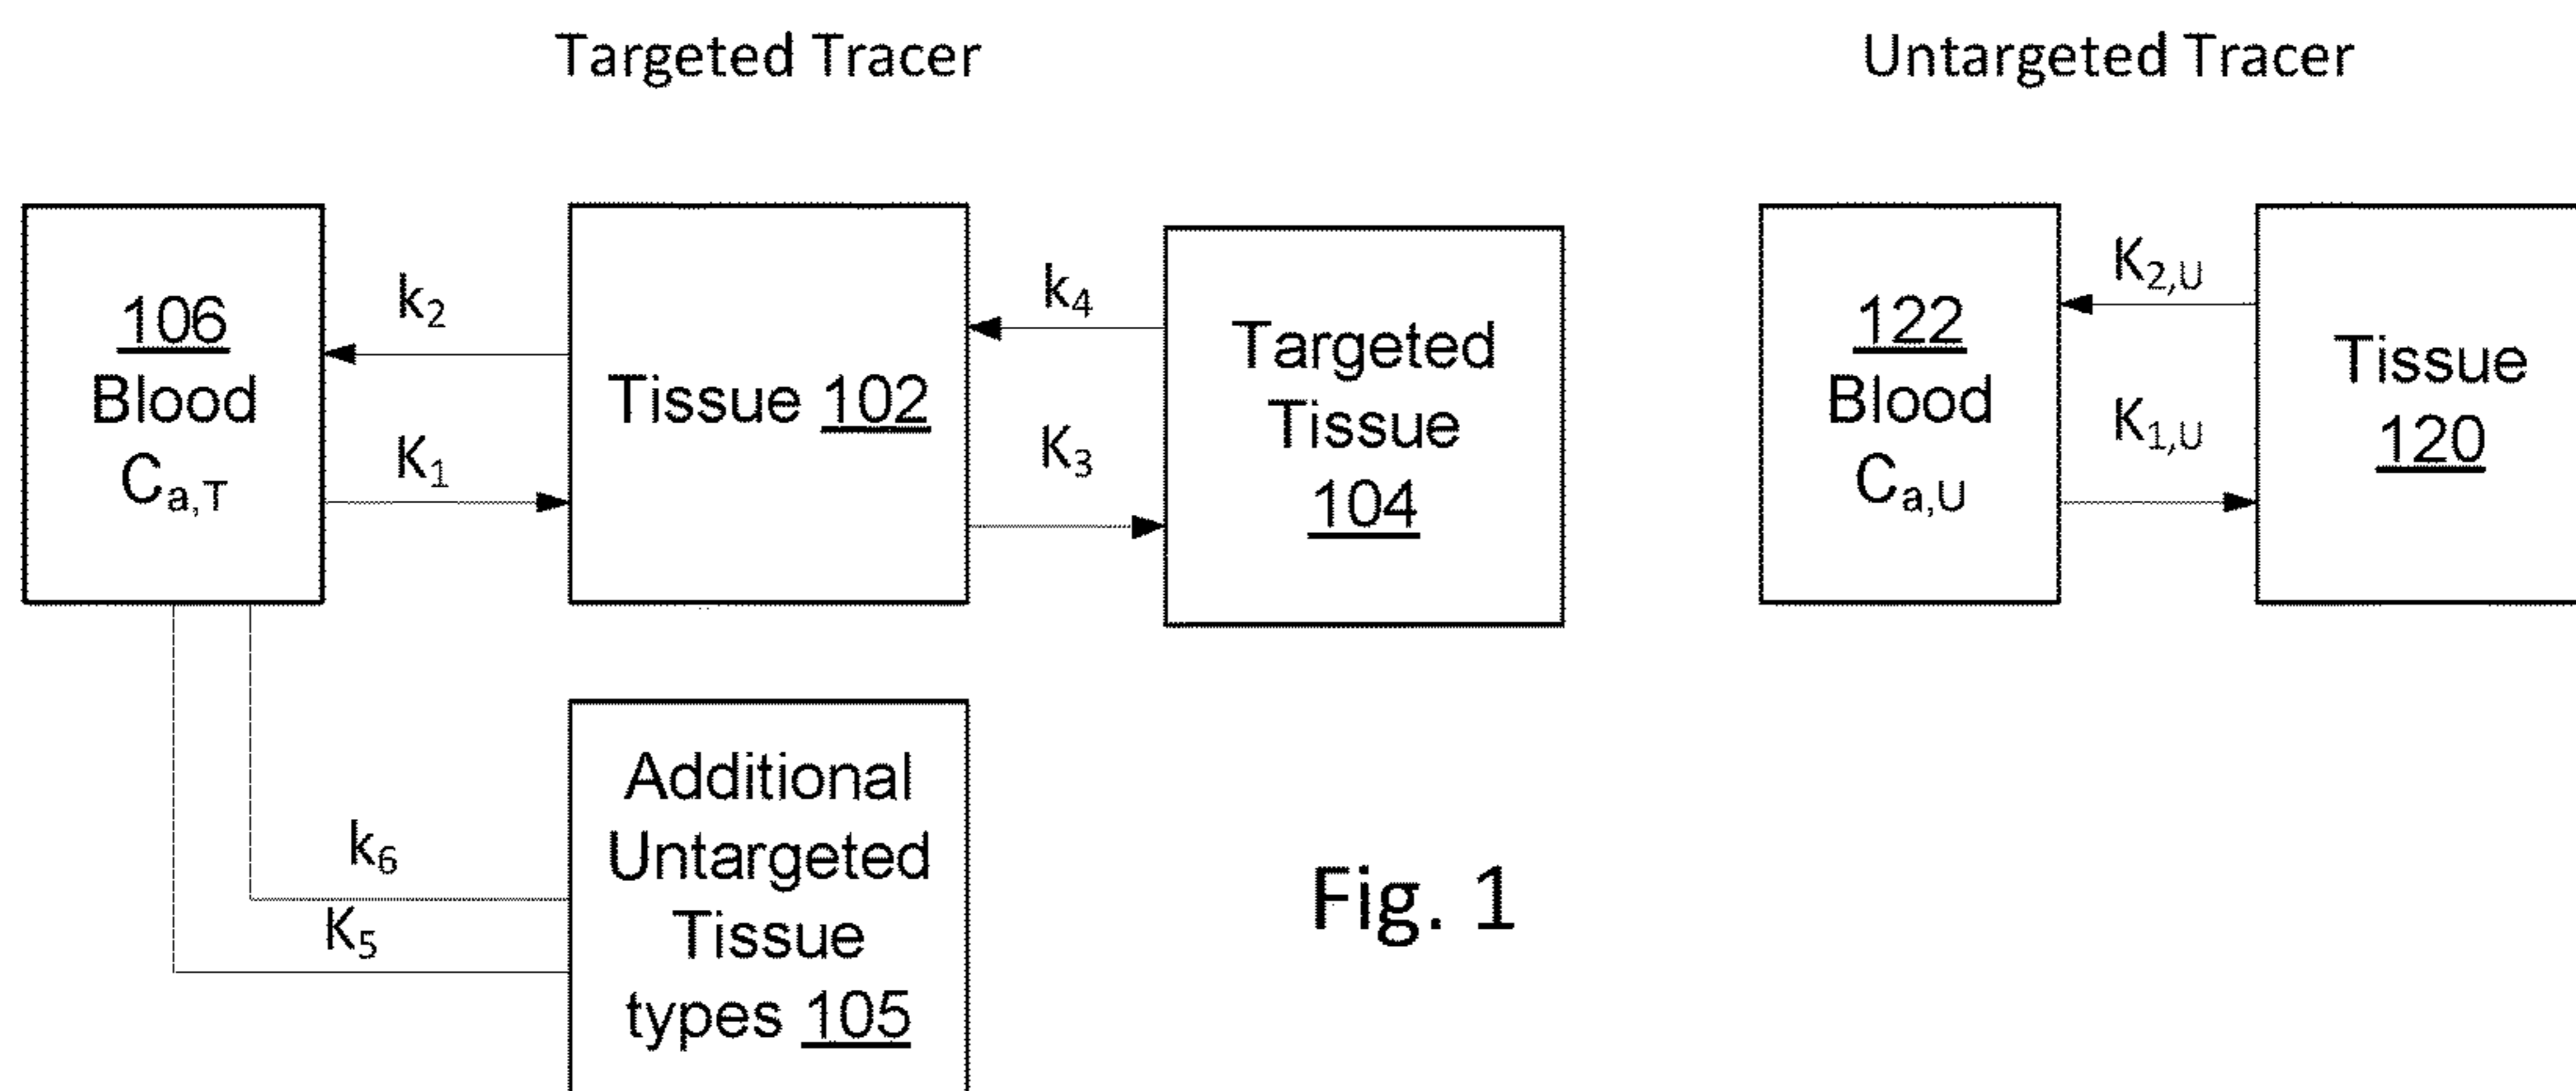 Targeted Tracer
Untargeted Tracer
106
Blood
Ca,T
k2
K1
Tissue 102
k4
K3
Targeted
Tissue
104
122
Blood
Ca,U
K2,U
K1,U
Tissue
120
k6
K5
Additional
Untargeted
Tissue
types 105
Fig. 1